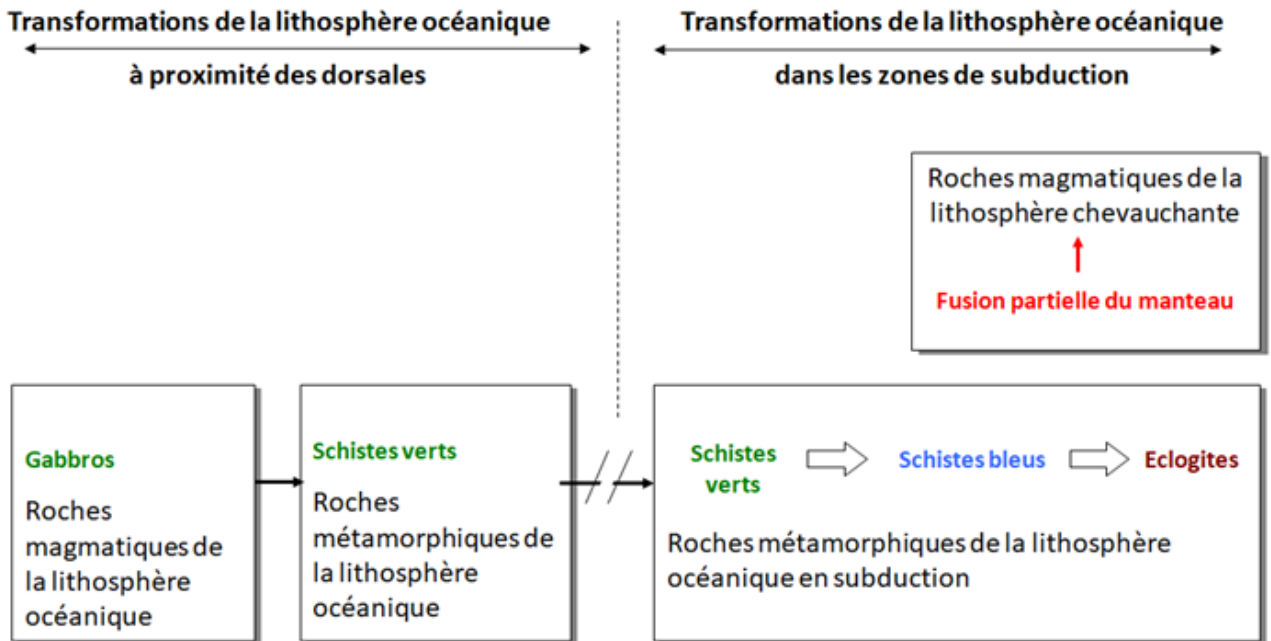 Transformations de la lithosphère océanique
à proximité des dorsales
Transformations de la lithosphère océanique
dans les zones de subduction
Roches magmatiques de la
lithosphère chevauchante
Fusion partielle du manteau
Gabbros
Roches
magmatiques de
la lithosphère
océanique
Schistes verts
Roches
métamorphiques de
la lithosphère
océanique
Schistes
verts
Schistes bleus
Eclogites
Roches métamorphiques de la lithosphère
océanique en subduction